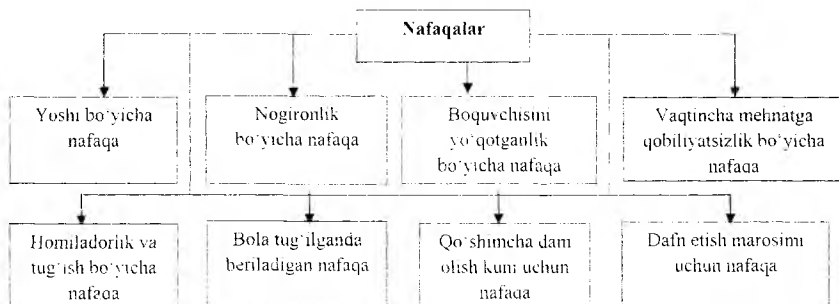 Nafaqalar
Yoshi bo‘yicha
nafaqa
Nogironlik
bo‘yicha nafaqa
Boquvchisini
yo‘qotganlik
bo‘yicha nafaqa
Vaqtincha mehnatga
qobiliyatsizlik bo‘yicha
nafaqa
Homiladorlik va
tug‘ish bo‘yicha
nafaqa
Bola tug‘ilganda
beriladigan nafaqa
Qo‘shimcha dam
olish kuni uchun
nafaqa
Dafn etish marosimi
uchun nafaqa